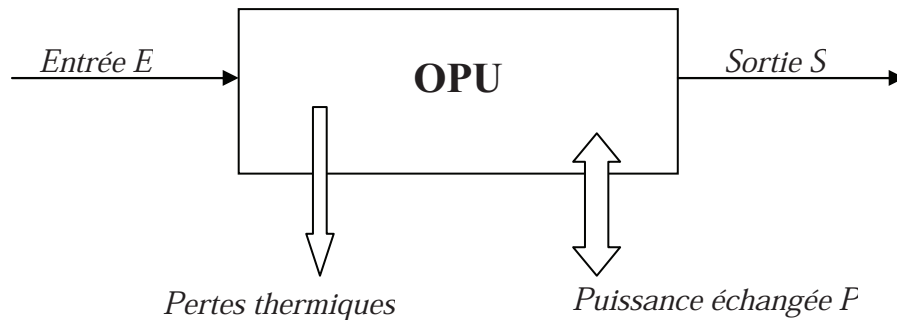 Entrée E
OPU
Sortie S
Pertes thermiques
Puissance échangée P